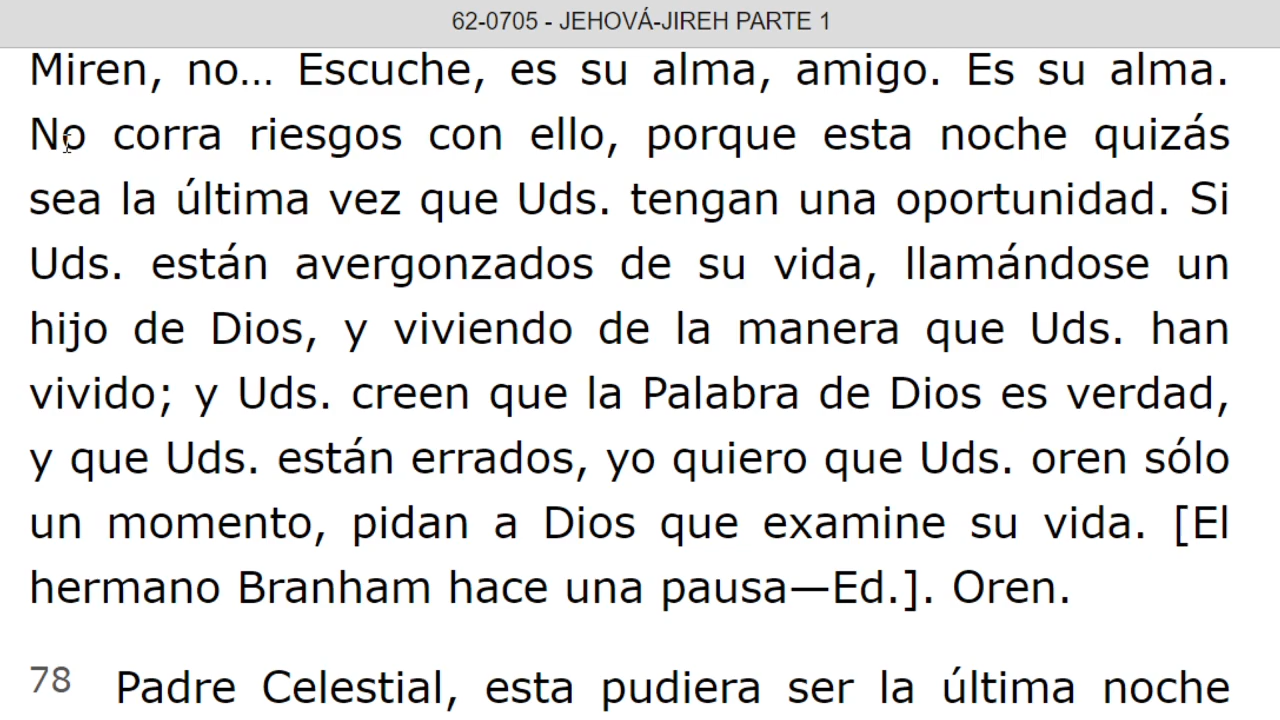 62-0705 - JEHOVÁ-JIREH PARTE 1
Miren, no… Escuche, es su alma, amigo. Es su alma.
No corra riesgos con ello, porque esta noche quizás
sea la última vez que Uds. tengan una oportunidad. Si
Uds. están avergonzados de su vida, llamándose un
hijo de Dios, y viviendo de la manera que Uds. han
vivido; y Uds. creen que la Palabra de Dios es verdad,
y que Uds. están errados, yo quiero que Uds. oren sólo
un momento, pidan a Dios que examine su vida. [El
hermano Branham hace una pausa—Ed.]. Oren.
78 Padre Celestial, esta pudiera ser la última noche